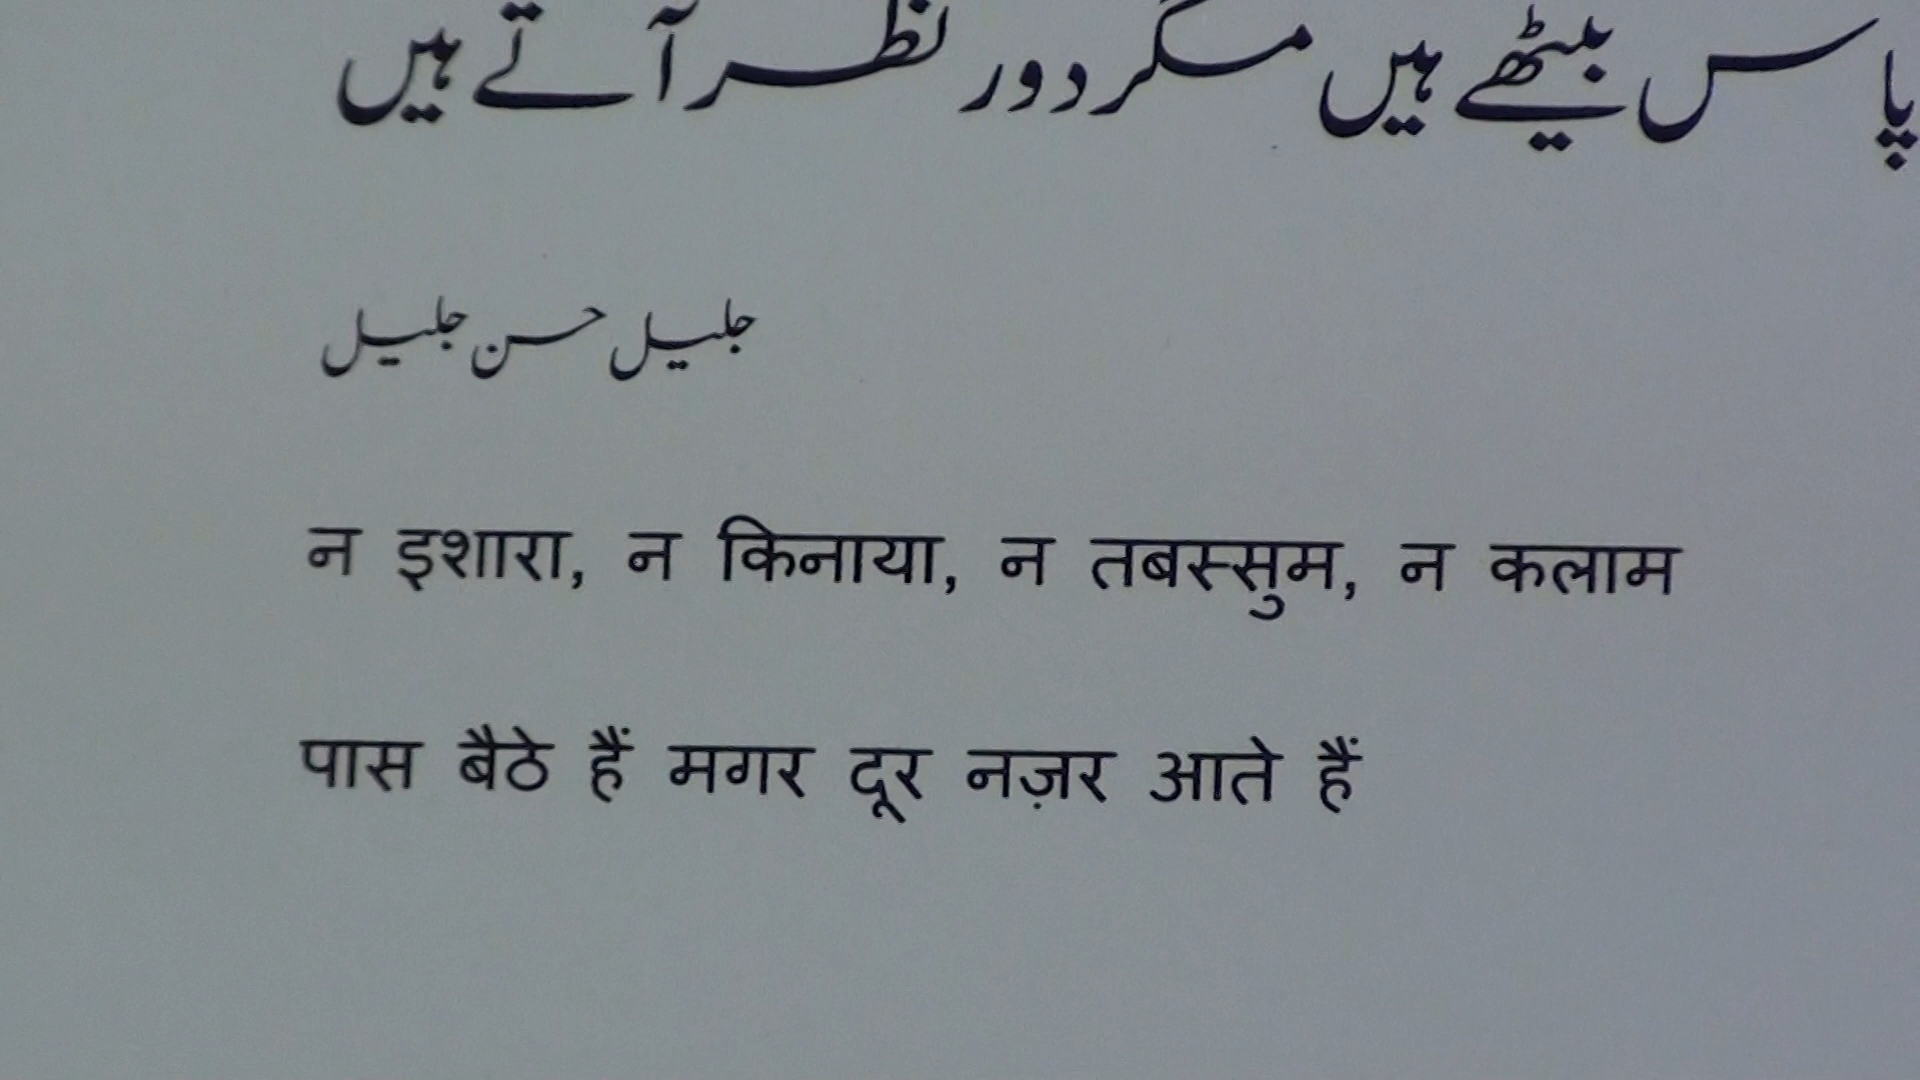 پاس بیٹھے ہیں مگر دور نظر آتے ہیں
جلیل حسن جلیل
न इशारा, न किनाया, न तबस्सुम, न कलाम
पास बैठे हैं मगर दूर नज़र आते हैं